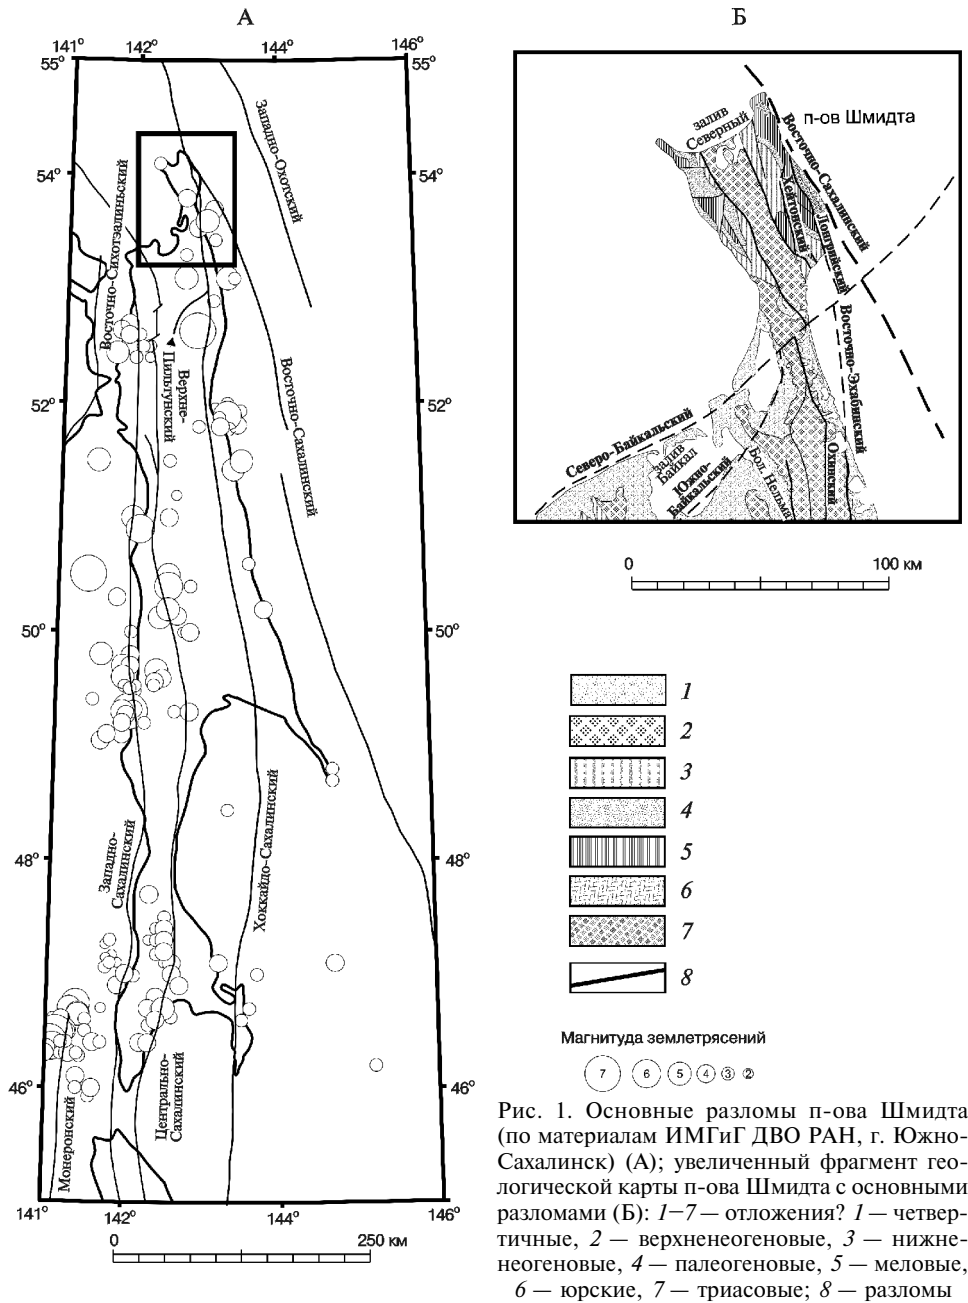 А
141°
142°
144°
146°
55°
55°
54°
54°
52°
52°
50°
50°
48°
48°
46°
46°
141°
142°
144°
146°
Западно-Охотский
Восточно-Сихотэалиньский
Верхне-
Пильтунский
Восточно-Сахалинский
Западно-
Сахалинский
Хоккайдо-Сахалинский
Центрально-
Сахалинский
Монеронский
0
250 км
Б
залив
Северный
п-ов Шмидта
Восточно-Сахалинский
Хейтонский
Лонгрийский
Восточно-Эхабинский
Северо-Байкальский
залив
Байкал
Южно-
Байкальский
Бол. Нельма
Охинский
0
100 км
1
2
3
4
5
6
7
8
Магнитуда землетрясений
7 6 5 4 3 2
Рис. 1. Основные разломы п-ова Шмидта
(по материалам ИМГиГ ДВО РАН, г. Южно-
Сахалинск) (А); увеличенный фрагмент гео-
логической карты п-ова Шмидта с основными
разломами (Б): 1—7 — отложения? 1 — четвер-
тичные, 2 — верхненеогеновые, 3 — нижне-
неогеновые, 4 — палеогеновые, 5 — меловые,
6 — юрские, 7 — триасовые; 8 — разломы